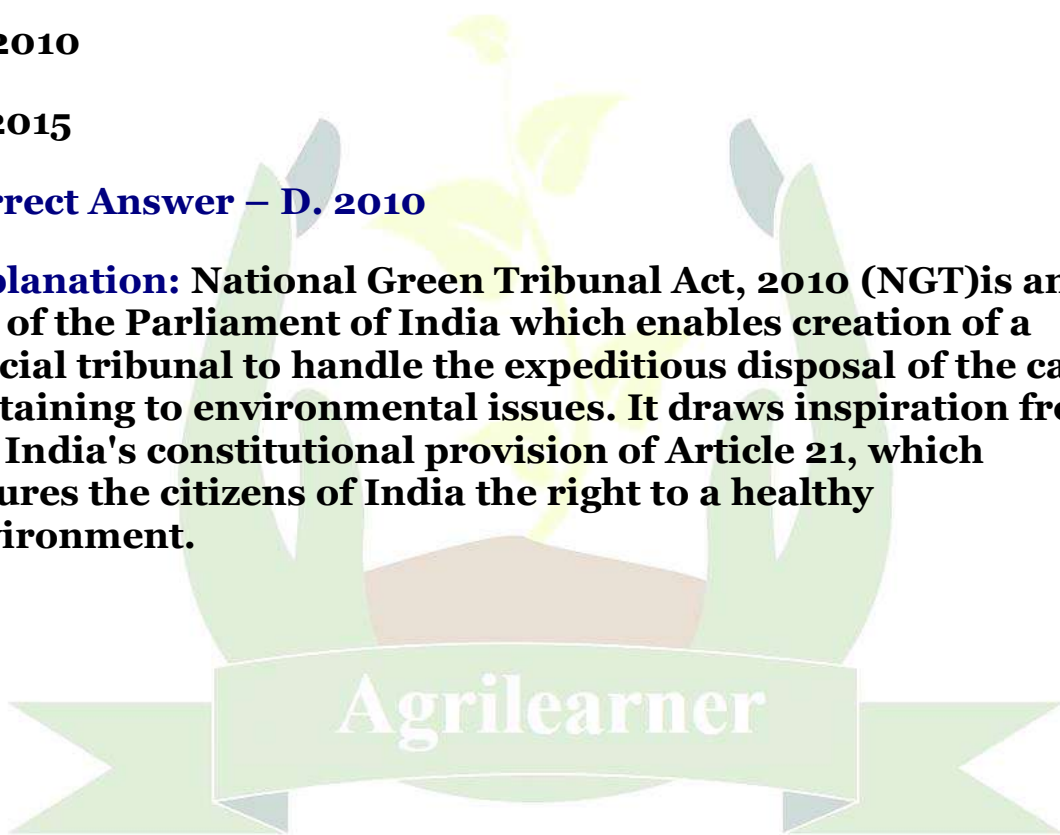 2010
2015
rrect Answer – D. 2010
planation: National Green Tribunal Act, 2010 (NGT)is an
of the Parliament of India which enables creation of a
cial tribunal to handle the expeditious disposal of the ca
taining to environmental issues. It draws inspiration fr
India's constitutional provision of Article 21, which
ures the citizens of India the right to a healthy
vironment.
Agrilearner